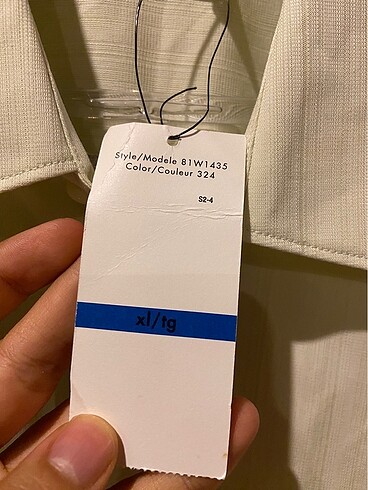 Style/Modele 81W1435
Color/Couleur 324
S2-4
xl/tg